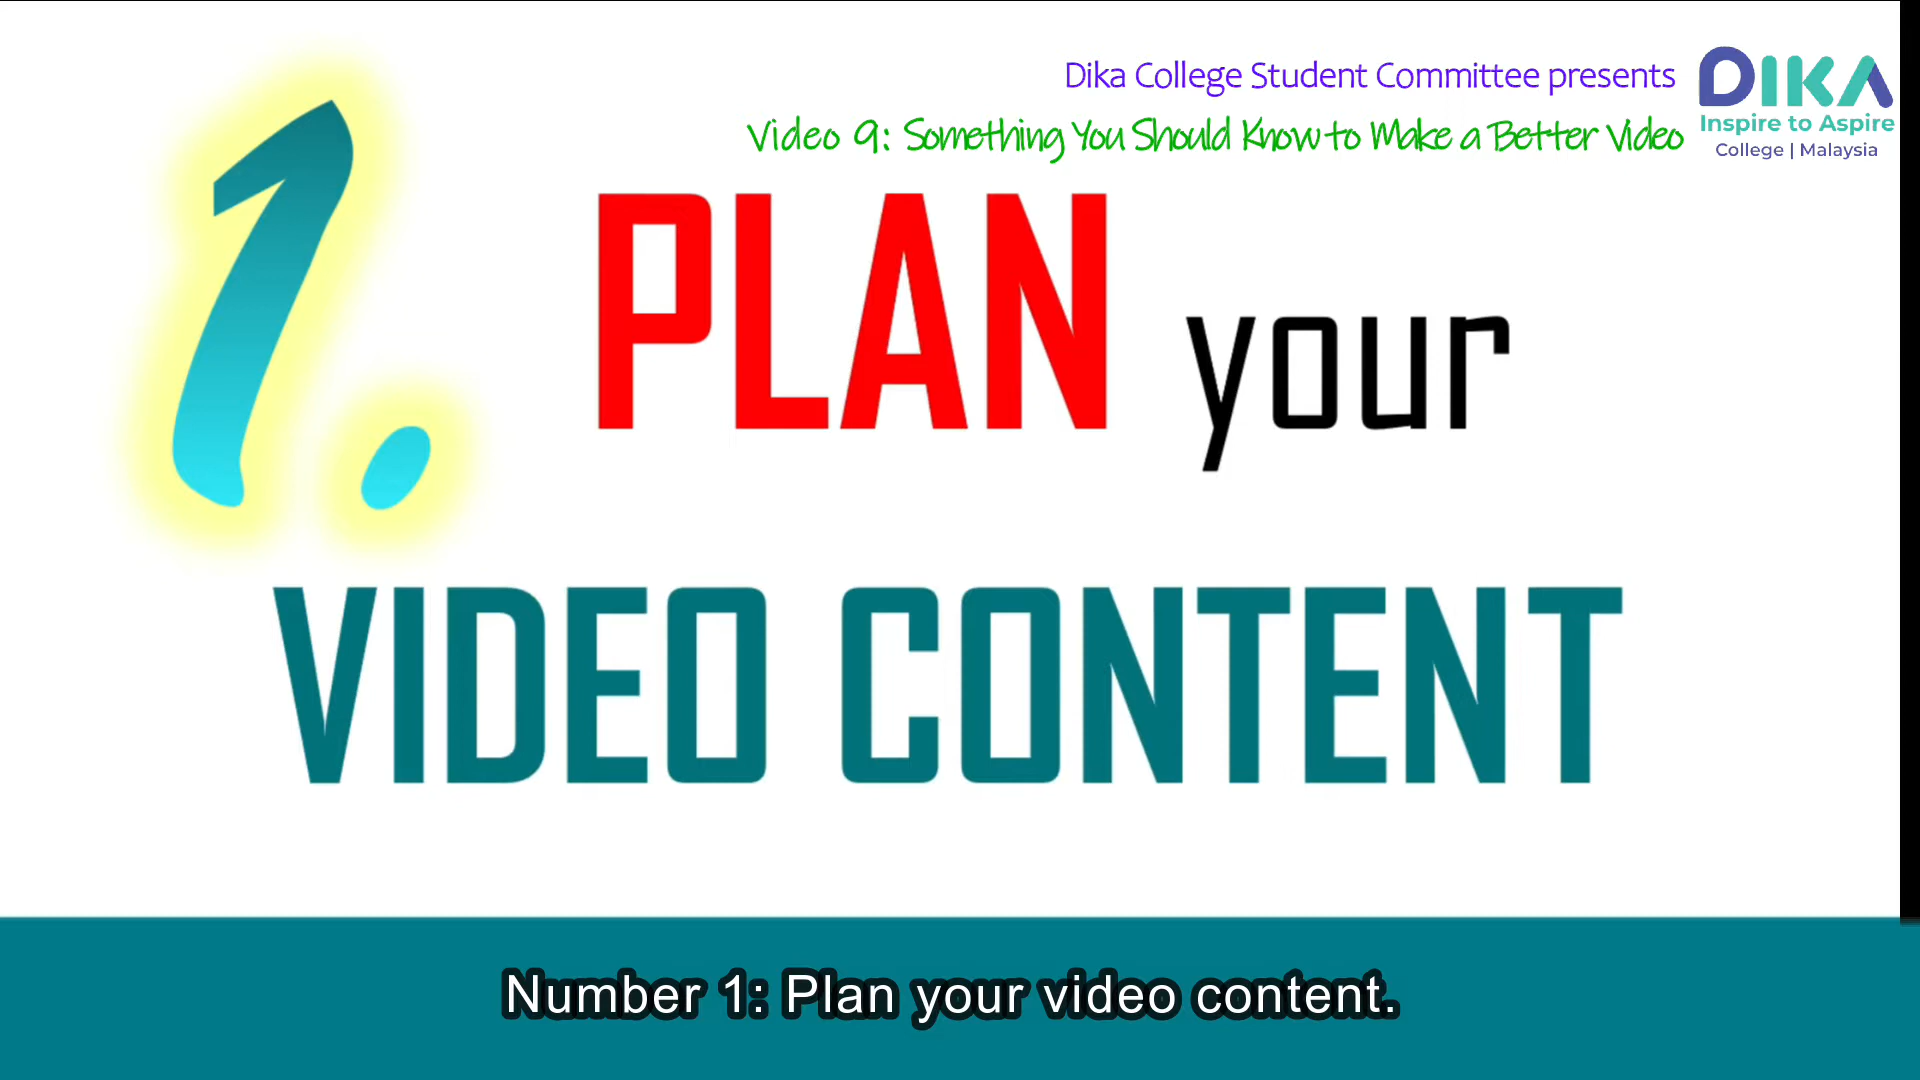 Dika College Student Committee presents
Video 9: Something You Should Know to Make a Better Video
DIKA
Inspire to Aspire
College | Malaysia
1. PLAN your
VIDEO CONTENT
Number 1: Plan your video content.